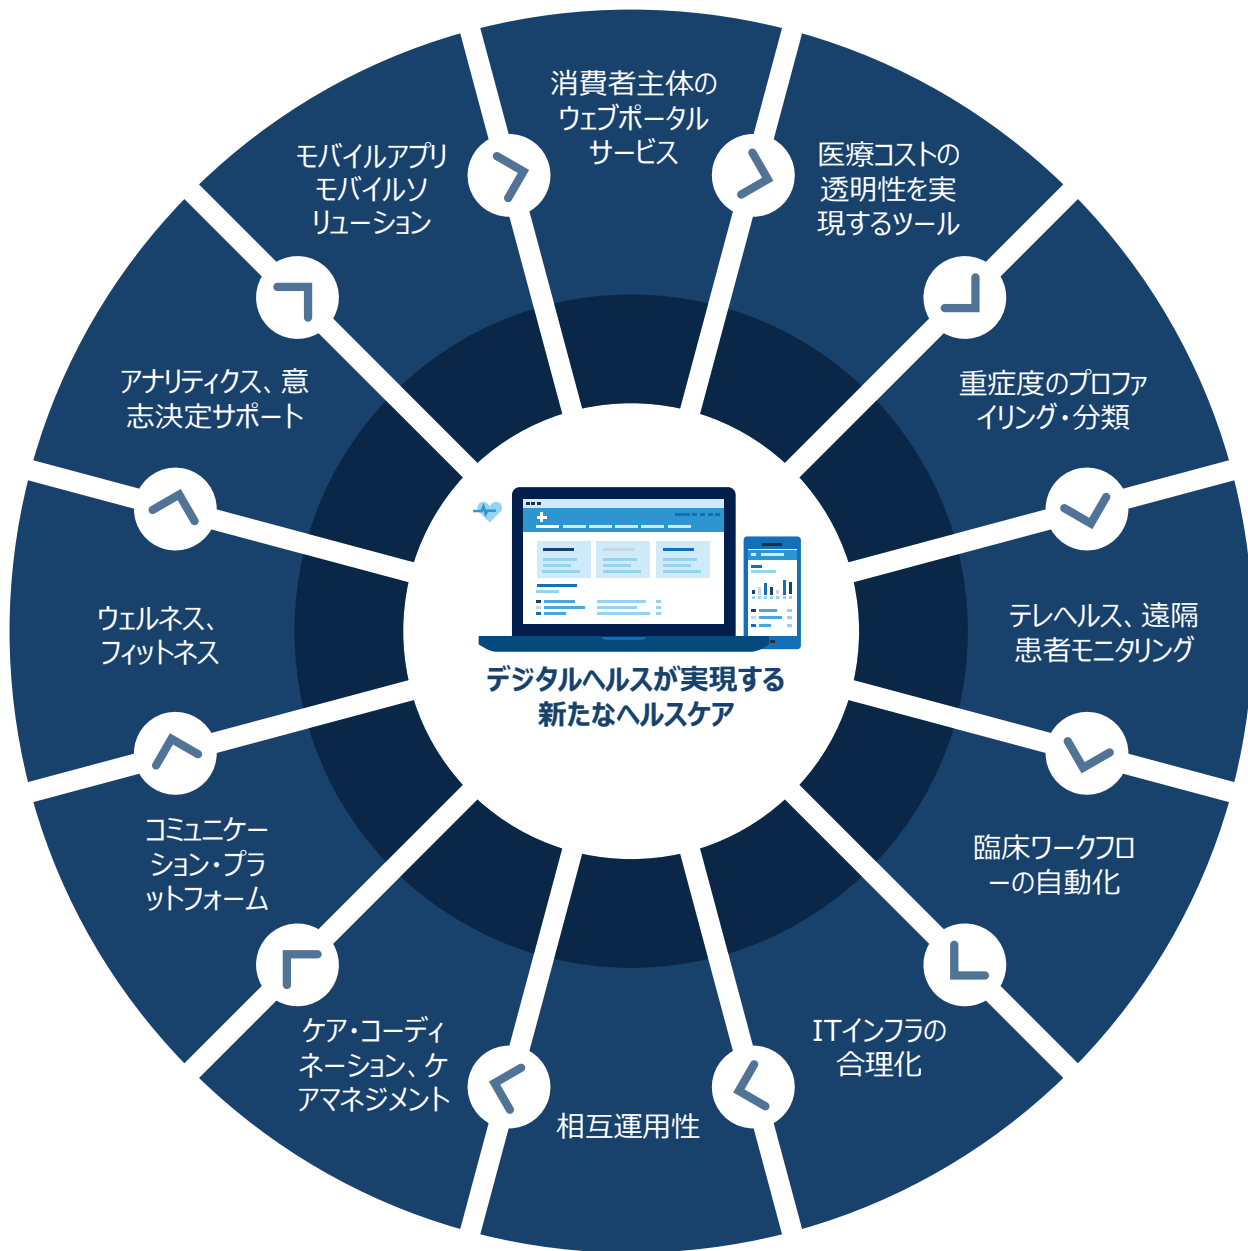 消費者主体の
ウェブポータル
サービス
医療コストの
透明性を実
現するツール
重症度のプロファ
イリング・分類
テレヘルス、遠隔
患者モニタリング
臨床ワークフロ
ーの自動化
ITインフラの
合理化
相互運用性
ケア・コーディ
ネーション、ケ
アマネジメント
コミュニケー
ション・プラ
ットフォーム
ウェルネス、
フィットネス
アナリティクス、意
志決定サポート
モバイルアプリ
モバイルソ
リューション
デジタルヘルスが実現する
新たなヘルスケア